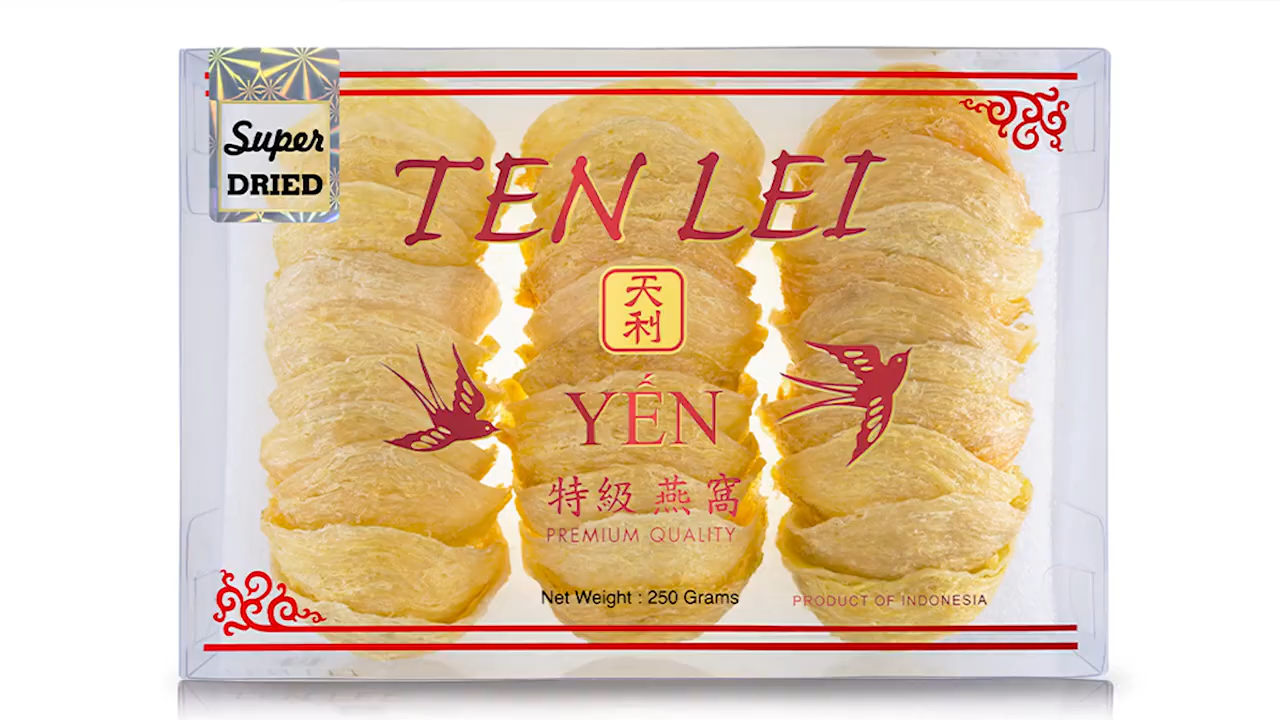 Super
DRIED
TEN LEI
天
利
YẾN
特級燕窩
PREMIUM QUALITY
Net Weight : 250 Grams
PRODUCT OF INDONESIA